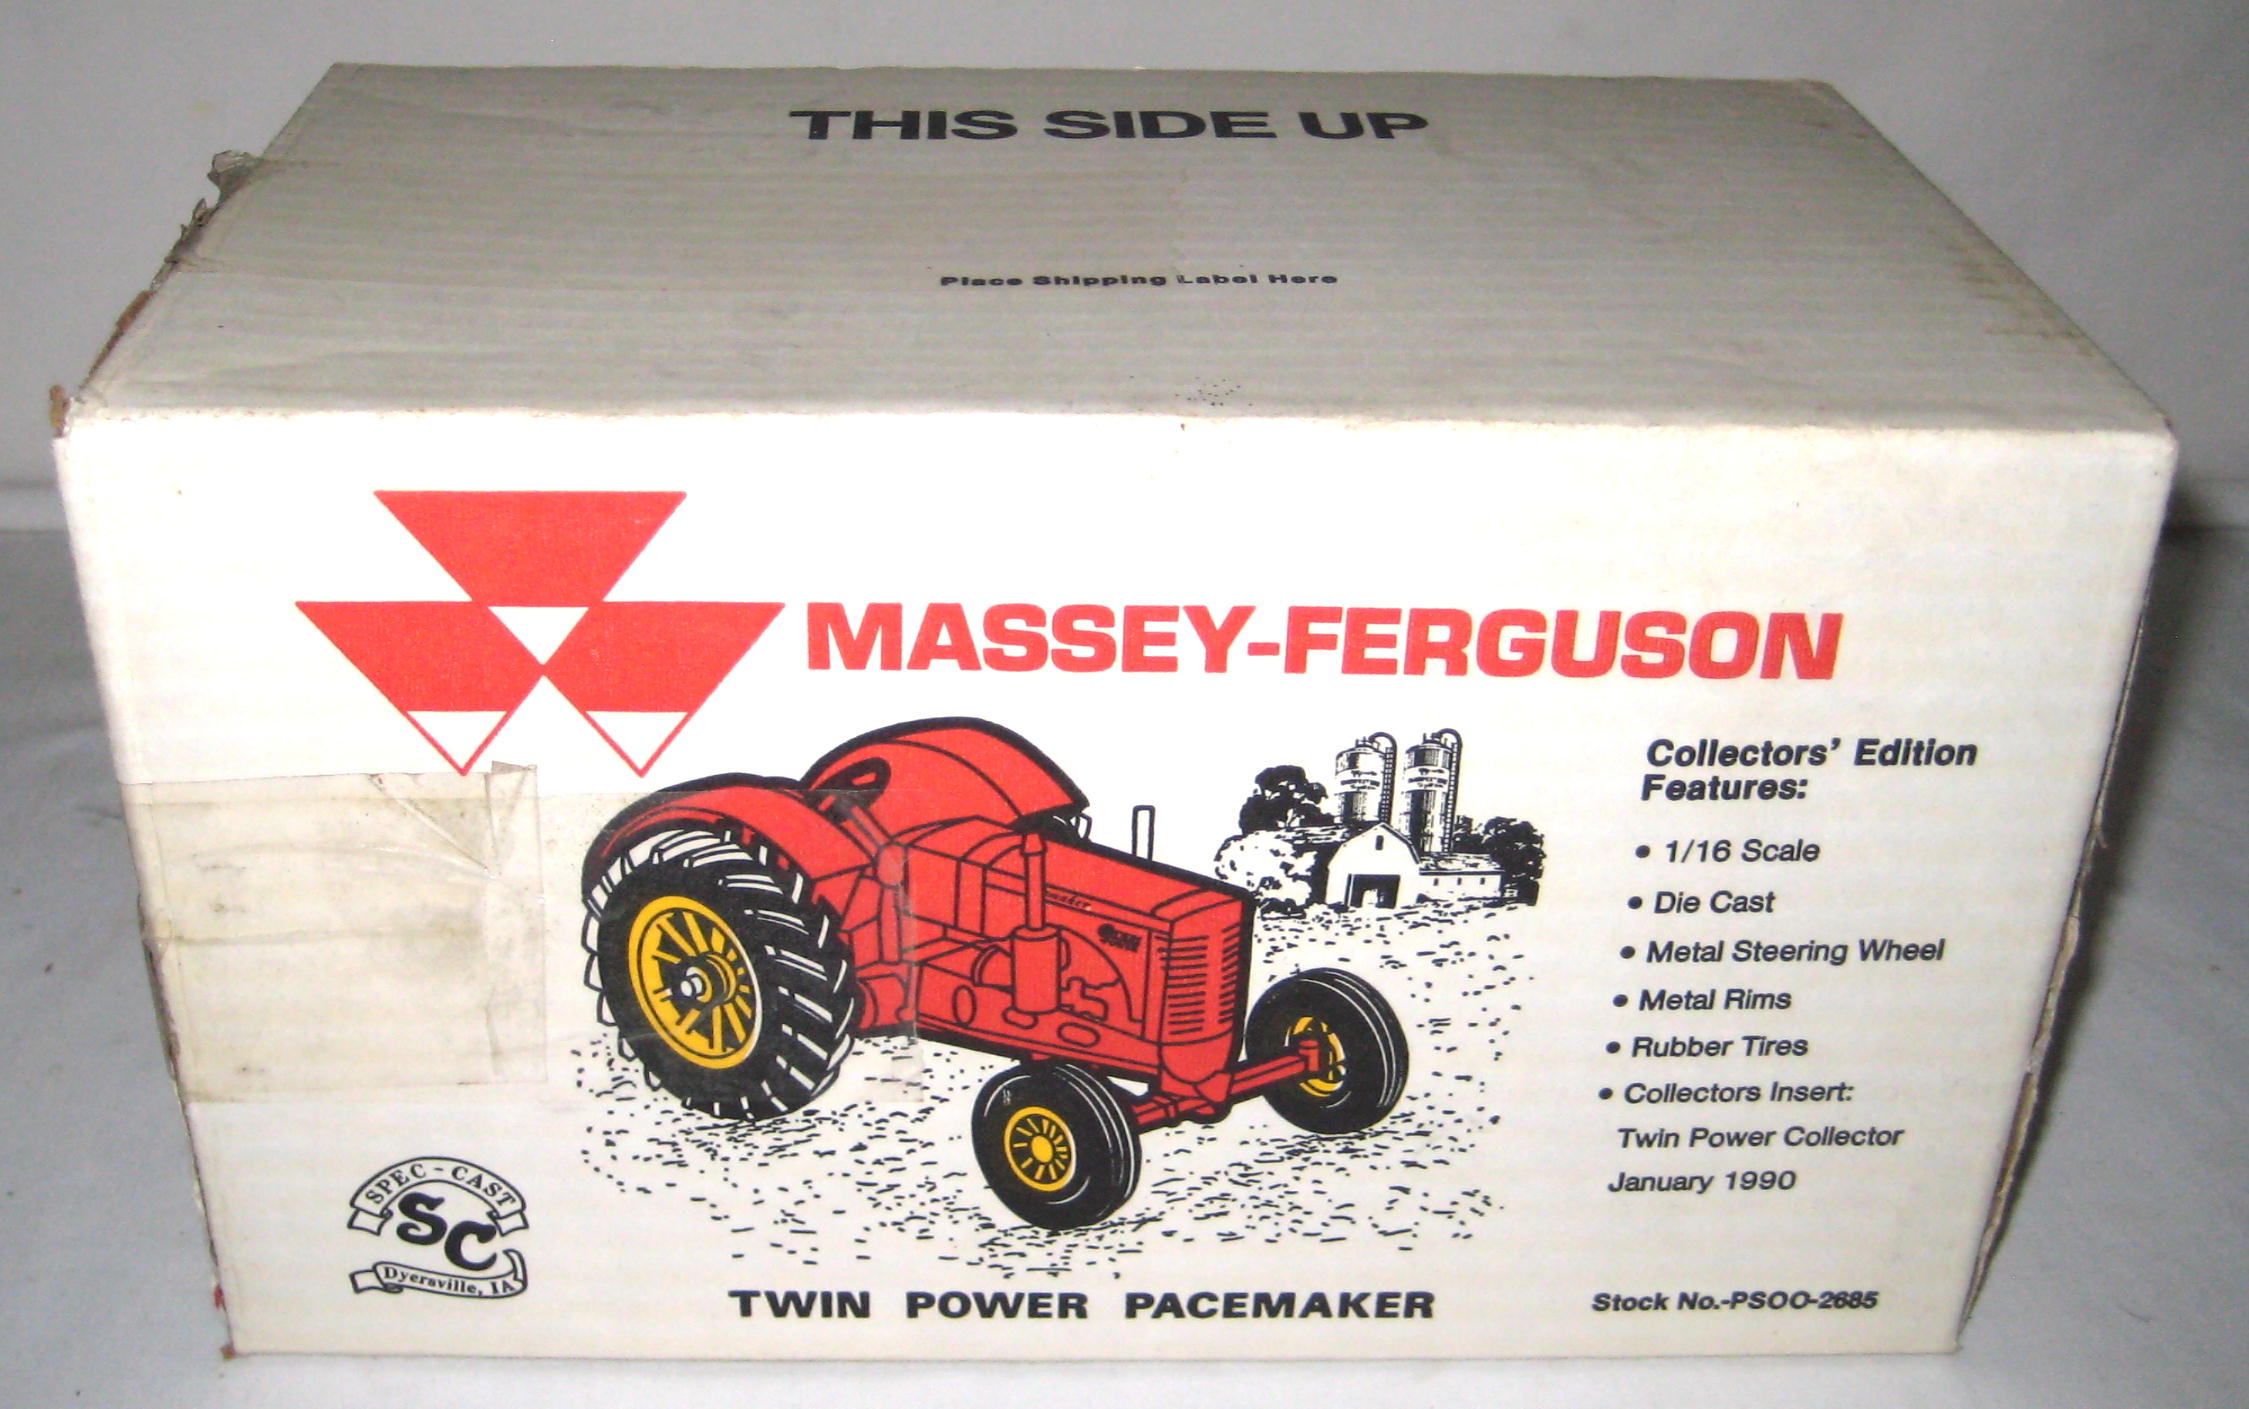 THIS SIDE UP
Place Shipping Label Here
MASSEY-FERGUSON
Collectors' Edition
Features:
• 1/16 Scale
• Die Cast
• Metal Steering Wheel
• Metal Rims
• Rubber Tires
• Collectors Insert:
Twin Power Collector
January 1990
SPEC-CAST
SC
Dyersville, IA
TWIN POWER PACEMAKER
Stock No.-PSOO-2685